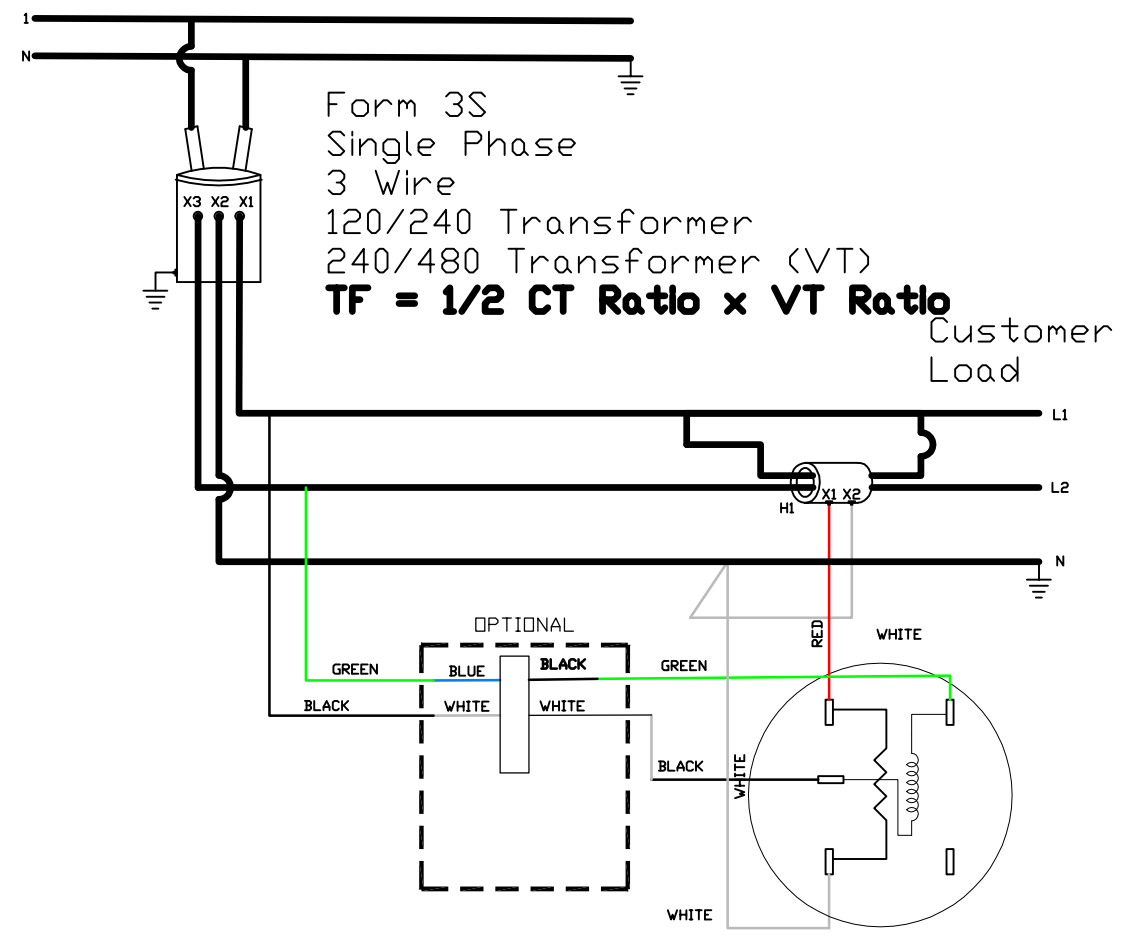 1
N
Form 3S
Single Phase
3 Wire
120/240 Transformer
240/480 Transformer (VT)
TF = 1/2 CT Ratio x VT Ratio
X3 X2 X1
Customer
Load
L1
L2
X1 X2
H1
N
OPTIONAL
RED
WHITE
GREEN
BLUE
BLACK
GREEN
BLACK
WHITE
WHITE
BLACK
WHITE
WHITE